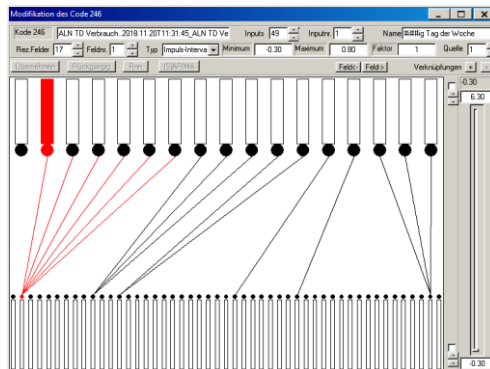 Modifikation des Code 246
Kode 246 ALN TD Verbrauch..2018.11.20T11:31:45_ALN TD Ve Inputs 49 Inputnr. 1 Name Tag der Woche
Rez.Felder 17 Feldnr. 1 Typ Impuls-Interva Minimum -0.30 Maximum 0.80 Faktor 1 Quelle 1
Übernehmen Rückgängig Rnn (S)ARIMA Feld<- Feld-> Verknüpfungen + -
-0.30
6.30
-0.30